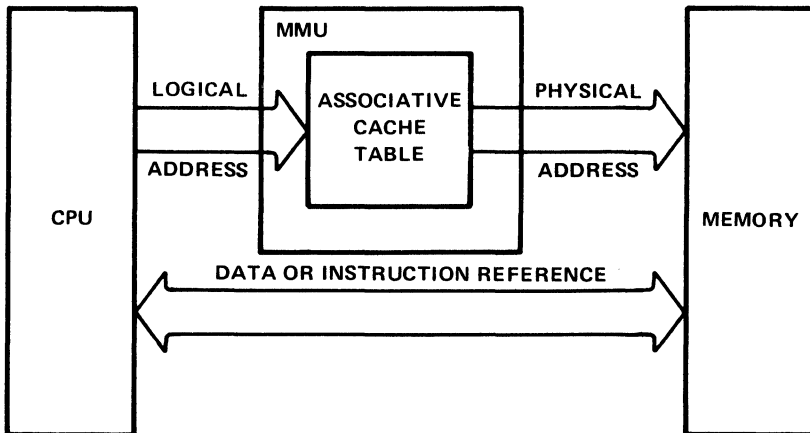 MMU
LOGICAL
ADDRESS
ASSOCIATIVE
CACHE
TABLE
PHYSICAL
ADDRESS
CPU
MEMORY
DATA OR INSTRUCTION REFERENCE